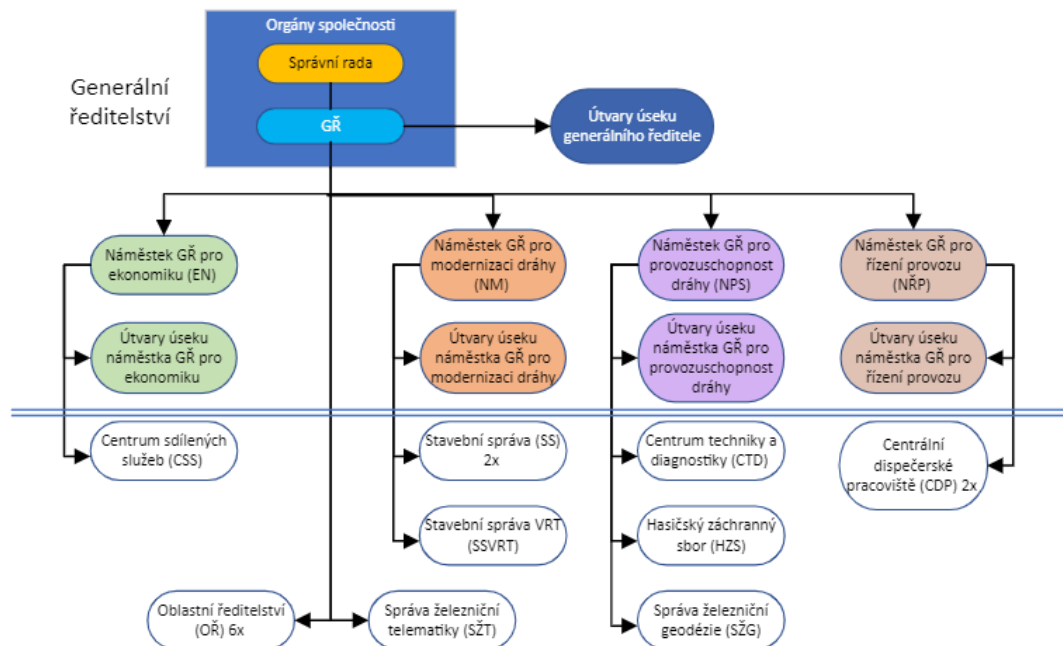 Orgány společnosti
Správní rada
Generální
ředitelství
GŘ
Útvary úseku
generálního ředitele
Náměstek GŘ pro
ekonomiku (EN)
Náměstek GŘ pro
modernizaci dráhy
(NM)
Náměstek GŘ pro
provozuschopnost
dráhy (NPS)
Náměstek GŘ pro
řízení provozu
(NŘP)
Útvary úseku
náměstka GŘ pro
ekonomiku
Útvary úseku
náměstka GŘ pro
modernizaci dráhy
Útvary úseku
náměstka GŘ pro
provozuschopnost
dráhy
Útvary úseku
náměstka GŘ pro
řízení provozu
Centrum sdílených
služeb (CSS)
Stavební správa (SS)
2x
Centrum techniky a
diagnostiky (CTD)
Centrální
dispečerské
pracoviště (CDP) 2x
Stavební správa VRT
(SSVRT)
Hasičský záchranný
sbor (HZS)
Oblastní ředitelství
(OŘ) 6x
Správa železniční
telematiky (SŽT)
Správa železniční
geodézie (SŽG)